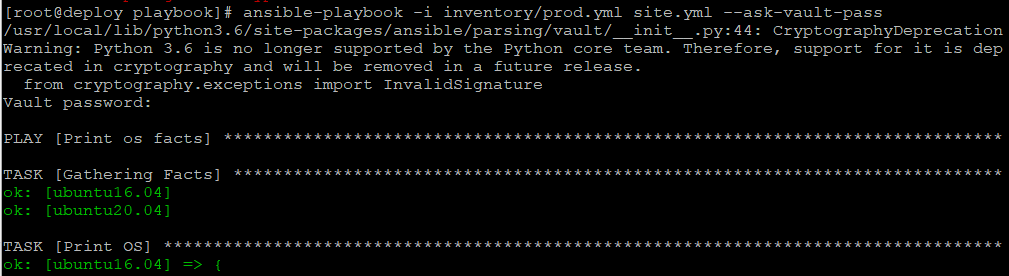 [root@deploy playbook]# ansible-playbook -i inventory/prod.yml site.yml --ask-vault-pass
/usr/local/lib/python3.6/site-packages/ansible/parsing/vault/__init__.py:44: CryptographyDeprecation
Warning: Python 3.6 is no longer supported by the Python core team. Therefore, support for it is dep
recated in cryptography and will be removed in a future release.
  from cryptography.exceptions import InvalidSignature
Vault password:
PLAY [Print os facts] ******************************************************************************
TASK [Gathering Facts] *****************************************************************************
ok: [ubuntu16.04]
ok: [ubuntu20.04]
TASK [Print OS] ************************************************************************************
ok: [ubuntu16.04] => {